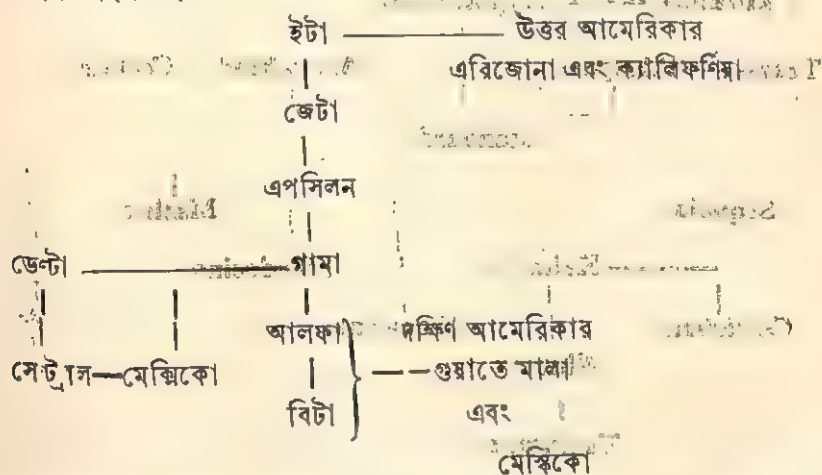 ইটা — উত্তর আমেরিকার
এরিজোনা এবং ক্যালিফর্ণিয়া
জেটা
এপসিলন
ডেল্টা — গামা
আলফা দক্ষিণ আমেরিকার
সেন্ট্রাল—মেক্সিকো — গুয়াতে মালা
বিটা এবং
মেক্সিকো